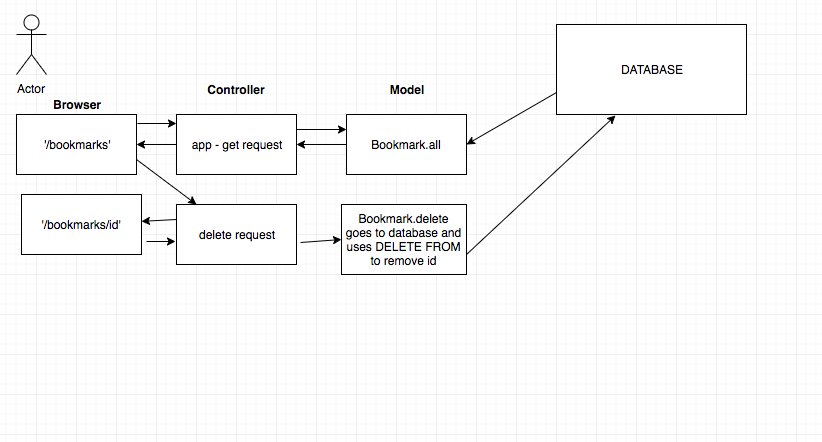 Actor
Browser
Controller
Model
DATABASE
'/bookmarks'
app - get request
Bookmark.all
'/bookmarks/id'
delete request
Bookmark.delete
goes to database and
uses DELETE FROM
to remove id